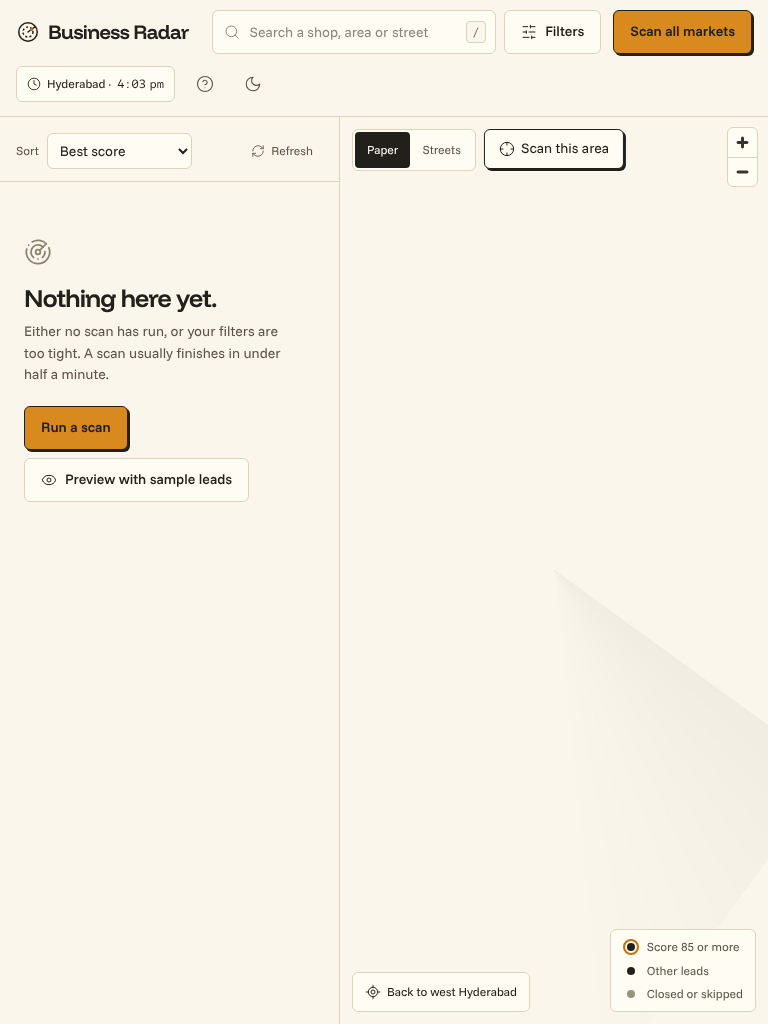 Business Radar
Search a shop, area or street
/
Filters
Scan all markets
Hyderabad · 4:03 pm
Sort
Best score
Refresh
Paper
Streets
Scan this area
Nothing here yet.
Either no scan has run, or your filters are
too tight. A scan usually finishes in under
half a minute.
Run a scan
Preview with sample leads
Score 85 or more
Other leads
Closed or skipped
Back to west Hyderabad